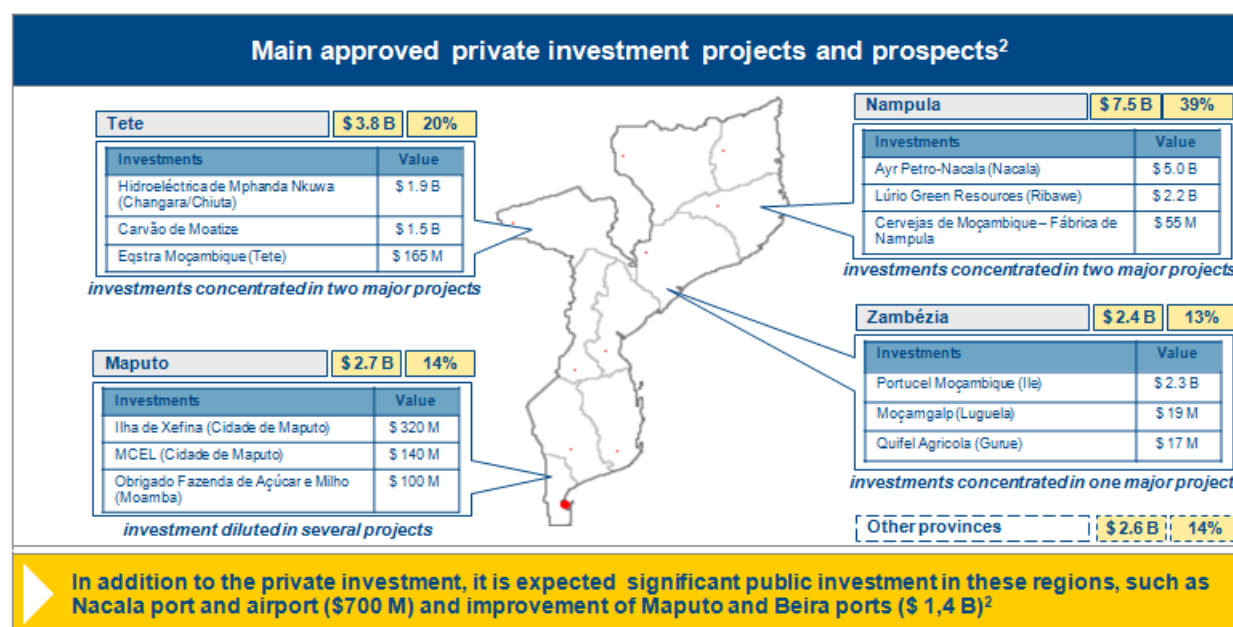 Main approved private investment projects and prospects²
Tete $ 3.8 B 20%
Investments Value
Hidroeléctrica de Mphanda Nkuwa
(Changara/Chiuta) $ 1.9 B
Carvão de Moatize $ 1.5 B
Eqstra Moçambique (Tete) $ 165 M
investments concentrated in two major projects
Maputo $ 2.7 B 14%
Investments Value
Ilha de Xefina (Cidade de Maputo) $ 320 M
MCEL (Cidade de Maputo) $ 140 M
Obrigado Fazenda de Açúcar e Milho
(Moamba) $ 100 M
investment diluted in several projects
Nampula $ 7.5 B 39%
Investments Value
Ayr Petro-Nacala (Nacala) $ 5.0 B
Lúrio Green Resources (Ribawe) $ 2.2 B
Cervejas de Moçambique – Fábrica de
Nampula $ 55 M
investments concentrated in two major projects
Zambézia $ 2.4 B 13%
Investments Value
Portucel Moçambique (Ile) $ 2.3 B
Moçamgalp (Luguela) $ 19 M
Quifel Agricola (Gurue) $ 17 M
investments concentrated in one major project
Other provinces $ 2.6 B 14%
In addition to the private investment, it is expected significant public investment in these regions, such as
Nacala port and airport ($700 M) and improvement of Maputo and Beira ports ($ 1,4 B)²